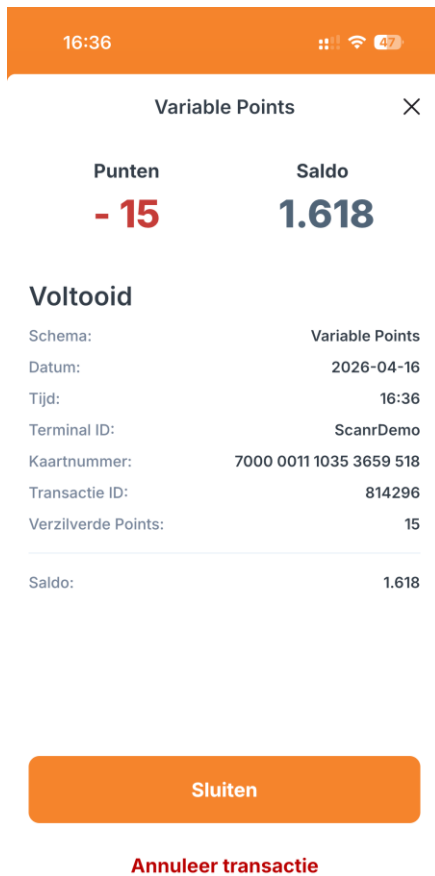 16:36 47
Variable Points
Punten Saldo
- 15 1.618
Voltooid
Schema: Variable Points
Datum: 2026-04-16
Tijd: 16:36
Terminal ID: ScanrDemo
Kaartnummer: 7000 0011 1035 3659 518
Transactie ID: 814296
Verzilverde Points: 15
Saldo: 1.618
Sluiten
Annuleer transactie